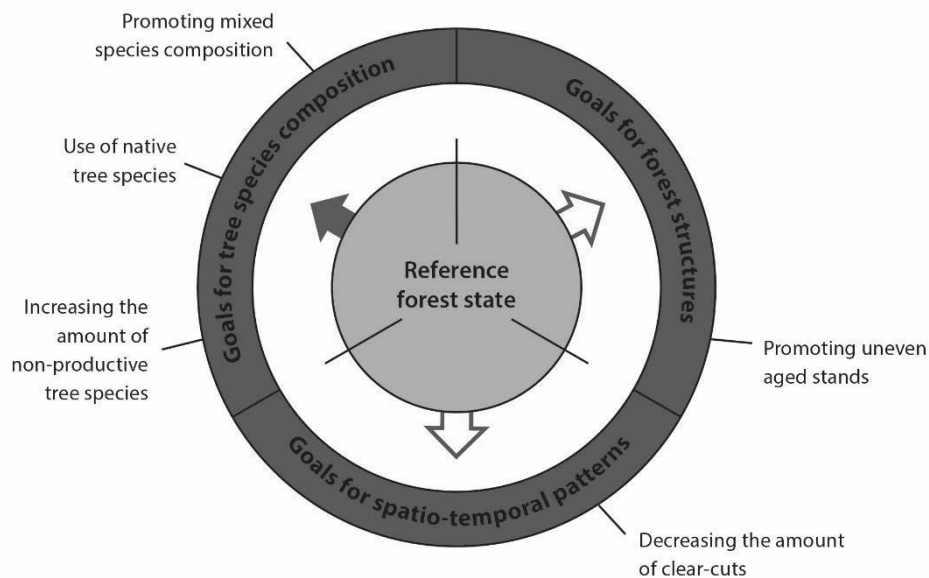 Promoting mixed
species composition
Use of native
tree species
Increasing the
amount of
non-productive
tree species
Goals for tree species composition
Goals for forest structures
Reference
forest state
Promoting uneven
aged stands
Goals for spatio-temporal patterns
Decreasing the amount
of clear-cuts